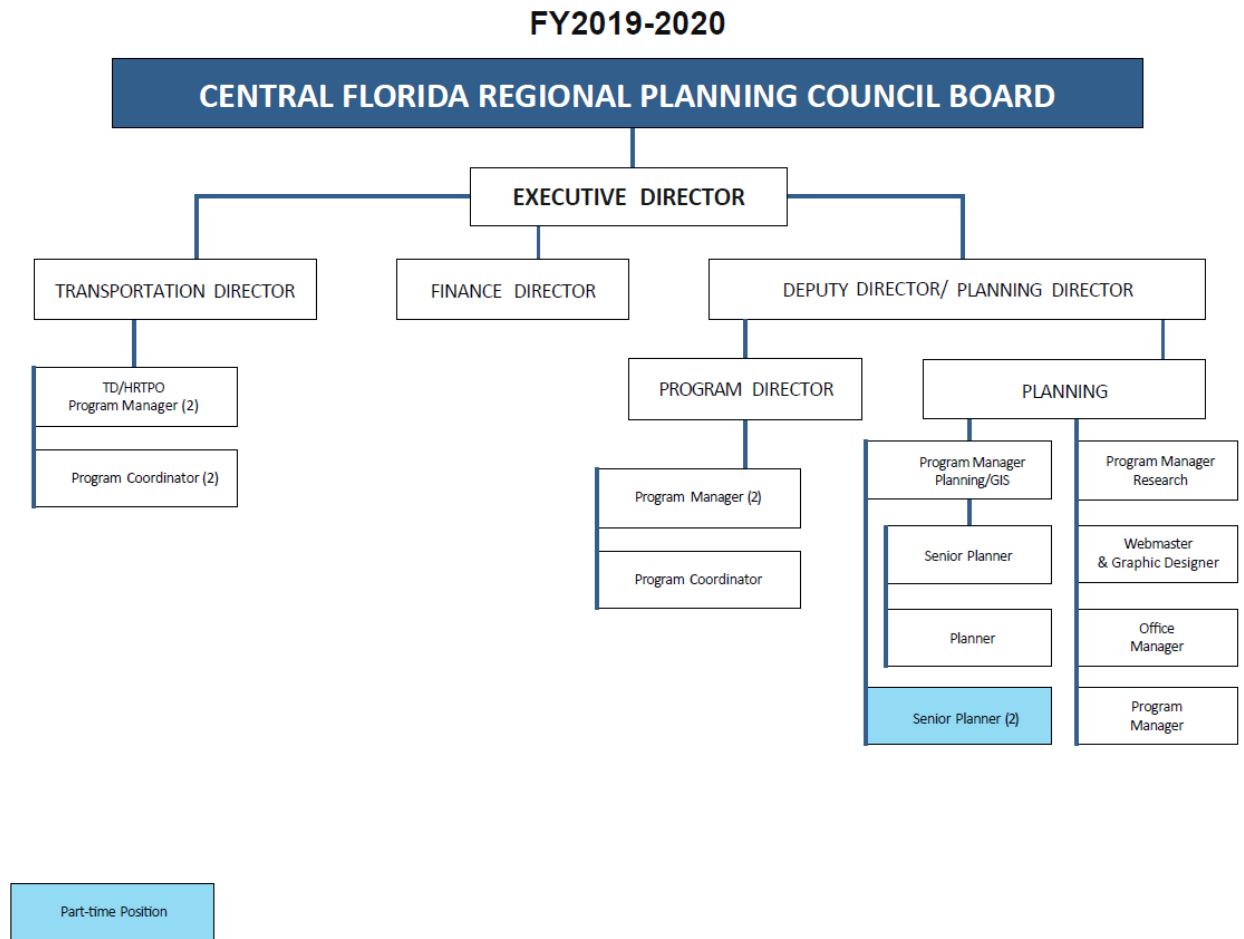 FY2019-2020
CENTRAL FLORIDA REGIONAL PLANNING COUNCIL BOARD
EXECUTIVE DIRECTOR
TRANSPORTATION DIRECTOR
FINANCE DIRECTOR
DEPUTY DIRECTOR/ PLANNING DIRECTOR
TD/HRTPO
Program Manager (2)
Program Coordinator (2)
PROGRAM DIRECTOR
Program Manager (2)
Program Coordinator
PLANNING
Program Manager
Planning/GIS
Senior Planner
Planner
Senior Planner (2)
Program Manager
Research
Webmaster
& Graphic Designer
Office
Manager
Program
Manager
Part-time Position